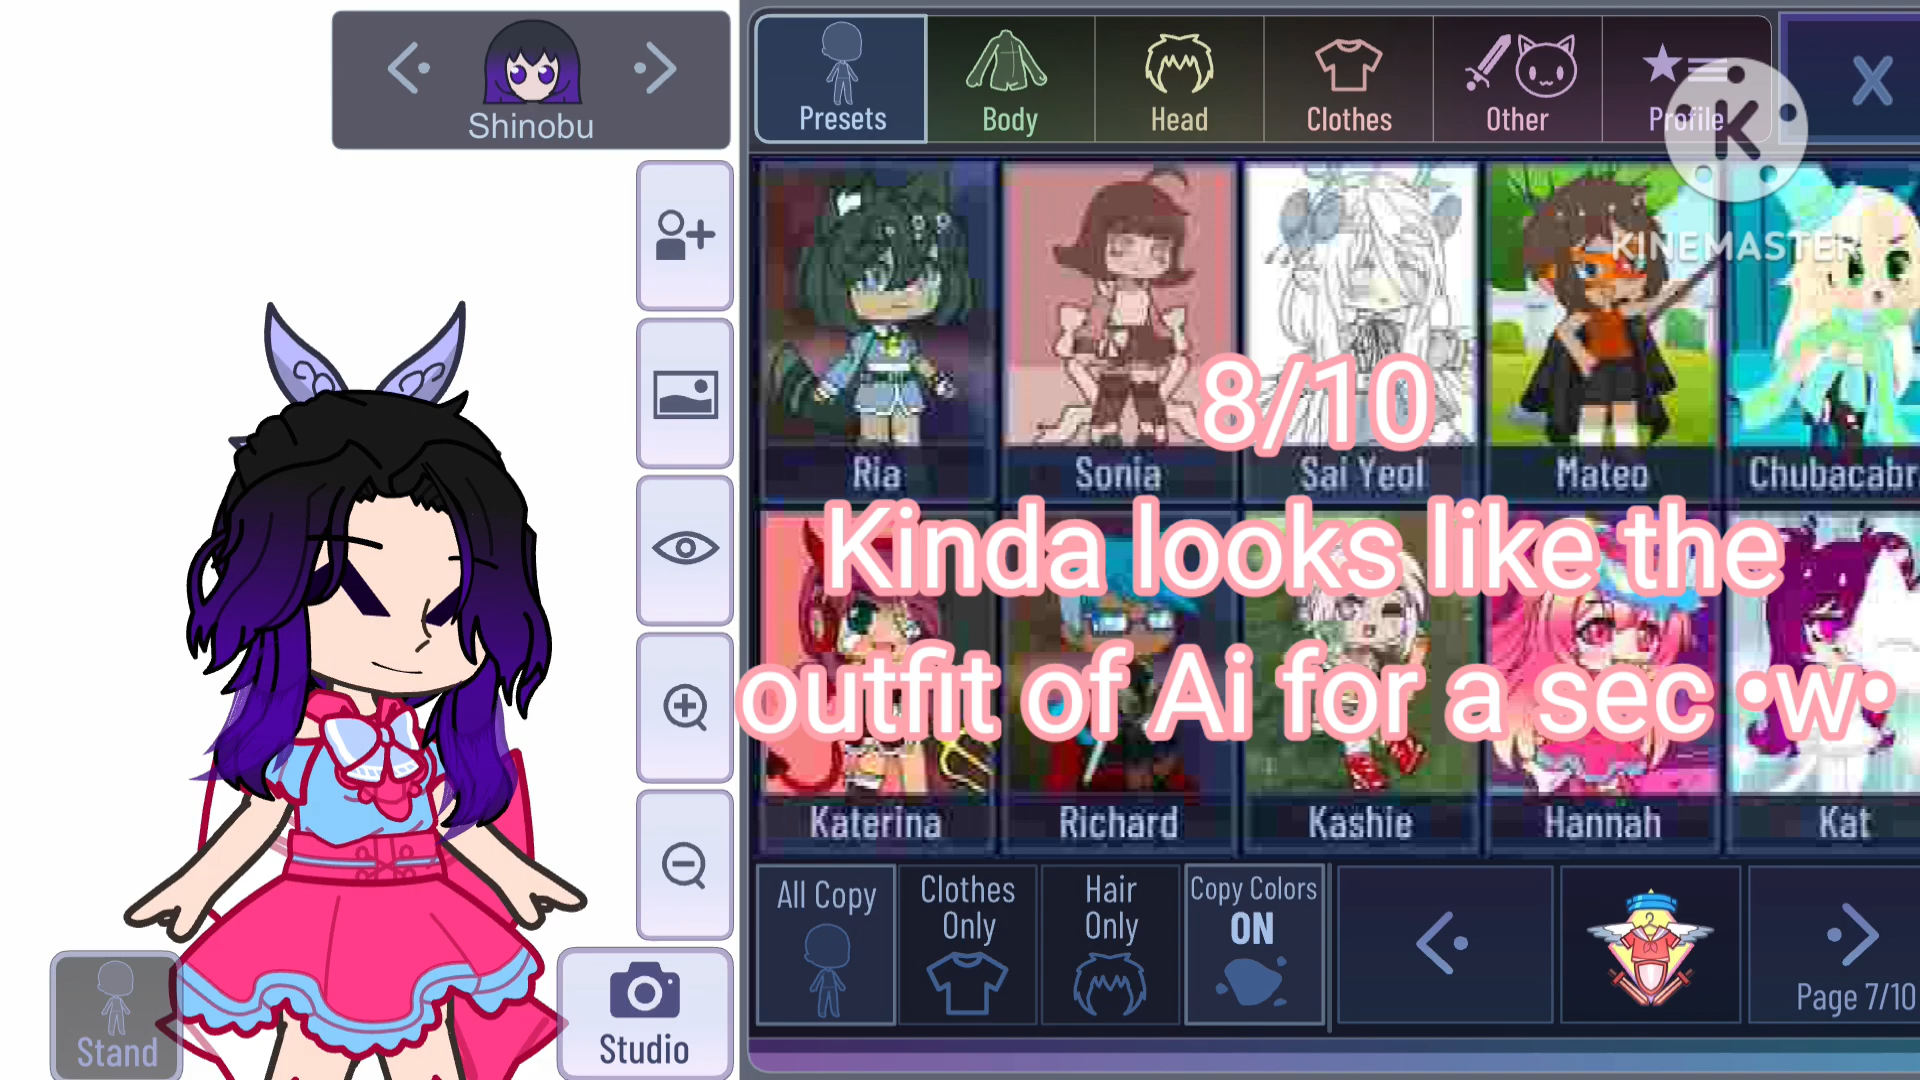 Shinobu
Presets
Body
Head
Clothes
Other
Profile
X
K
KINEMASTER
Ria
Sonia
Sai Yeol
Mateo
Chubacabr
8/10
Kinda looks like the
outfit of Ai for a sec •w•
Katerina
Richard
Kashie
Hannah
Kat
All Copy
Clothes
Only
Hair
Only
Copy Colors
ON
Page 7/10
Stand
Studio